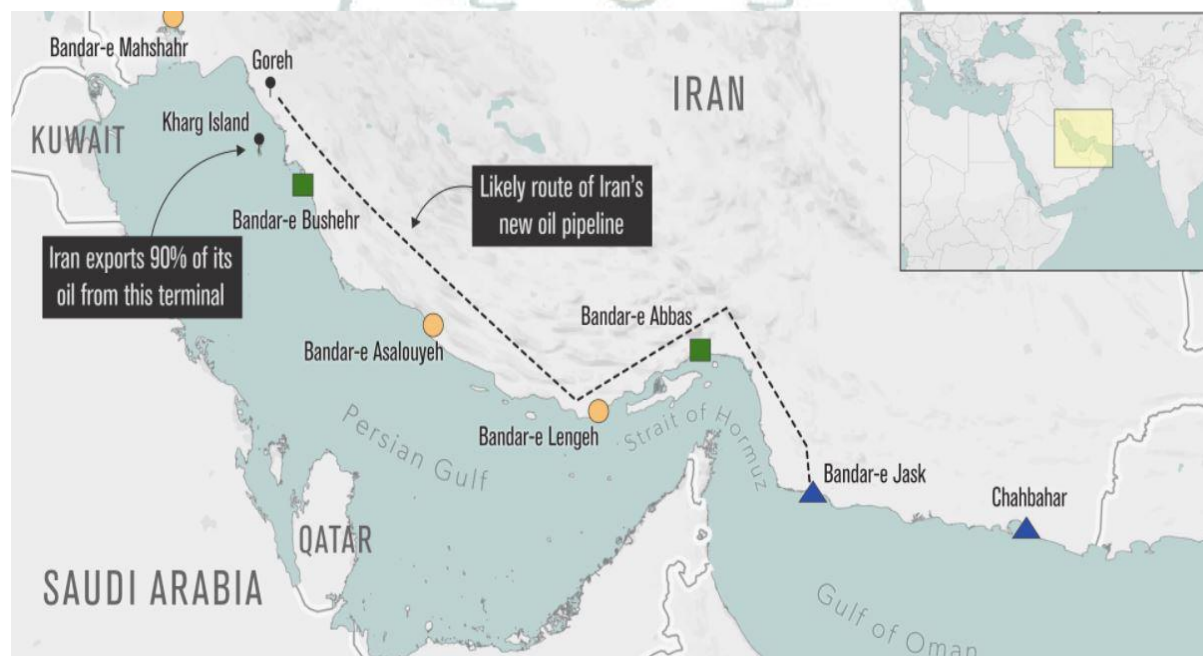 Bandar-e Mahshahr
Goreh
IRAN
KUWAIT
Kharg Island
Likely route of Iran's
new oil pipeline
Bandar-e Bushehr
Iran exports 90% of its
oil from this terminal
Bandar-e Abbas
Bandar-e Asalouyeh
Persian Gulf
Bandar-e Lengeh
Strait of Hormuz
Bandar-e Jask
Chahbahar
QATAR
SAUDI ARABIA
Gulf of Oman